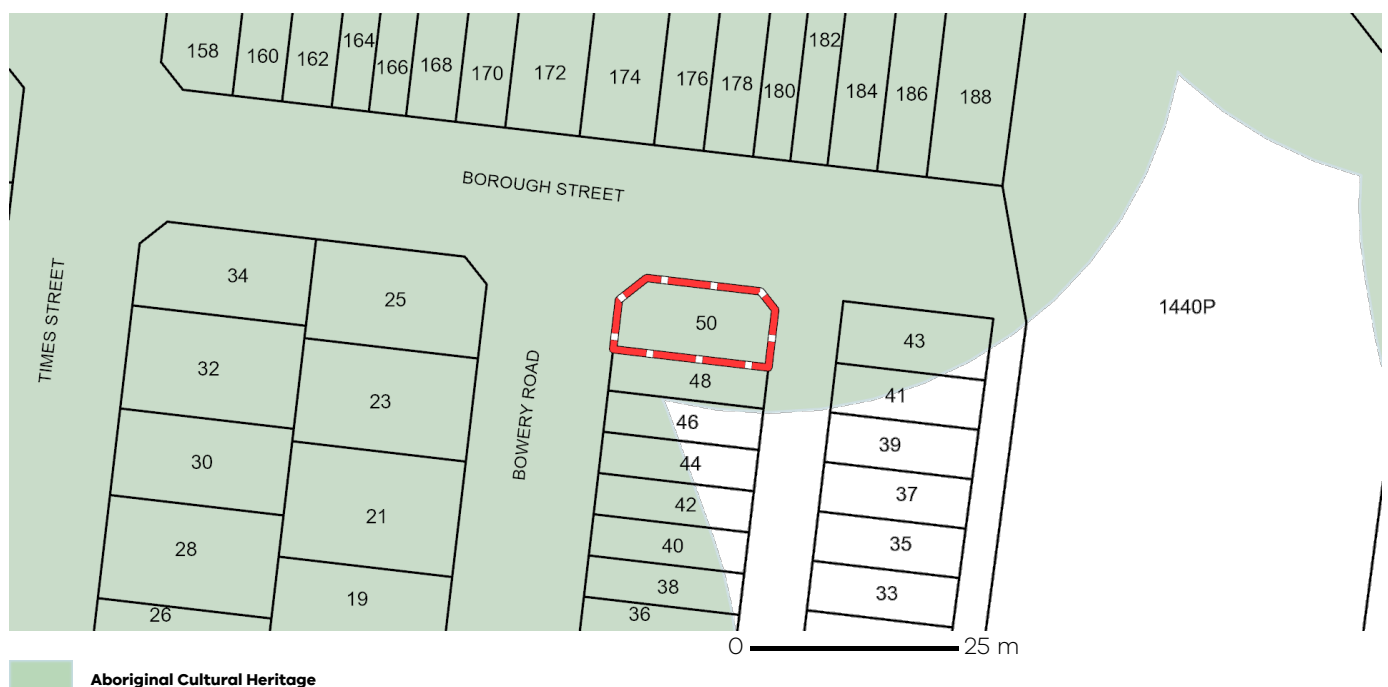 158 160 162 164 166 168 170 172 174 176 178 180 182 184 186 188
BOROUGH STREET
TIMES STREET
BOWERY ROAD
34 25
32 23
30 21
28 19
26
50
48
46
44
42
40
38
36
43
41
39
37
35
33
1440P
0 25 m
Aboriginal Cultural Heritage